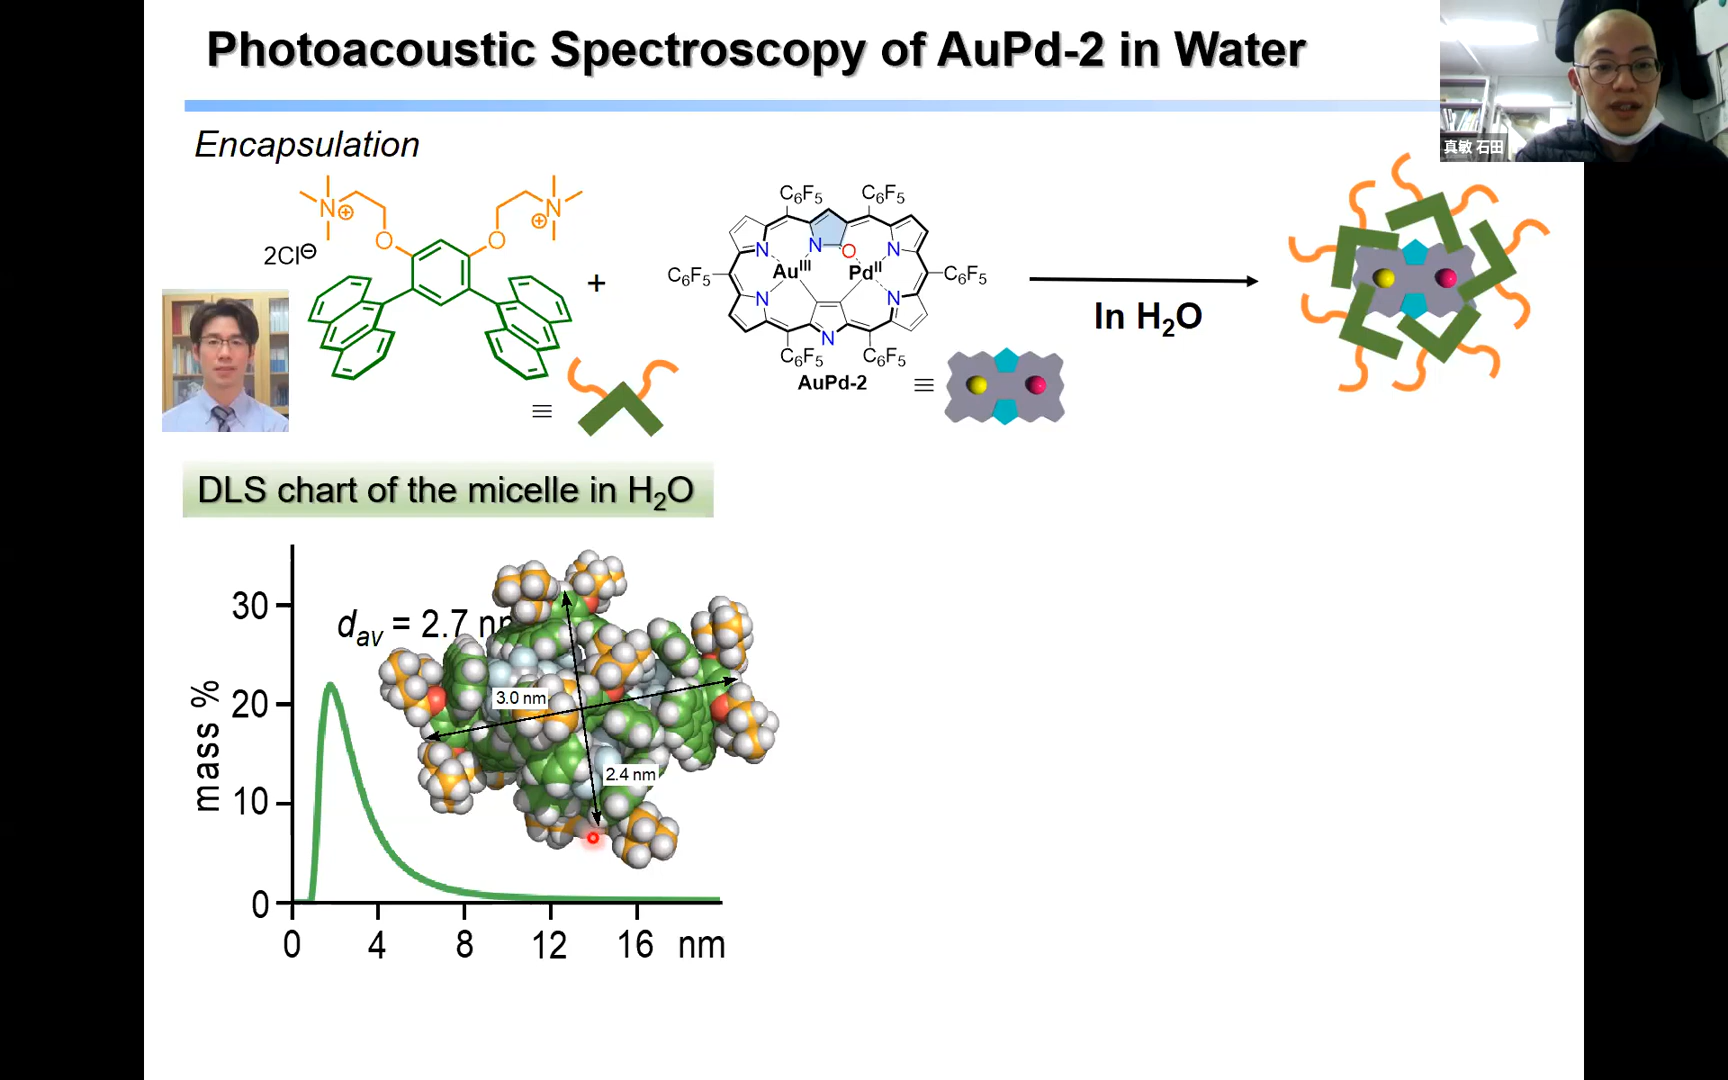 Photoacoustic Spectroscopy of AuPd-2 in Water
真敏 石田
Encapsulation
N⊕ ⊕N
O O
2Cl⊖
+
C₆F₅ C₆F₅
N N O N
Auᴵᴵᴵ Pdᴵᴵ
C₆F₅ C₆F₅
N N
N
C₆F₅ C₆F₅
AuPd-2
≡
≡
In H₂O
DLS chart of the micelle in H₂O
dav = 2.7 nm
3.0 nm
2.4 nm
mass %
30
20
10
0
0 4 8 12 16 nm